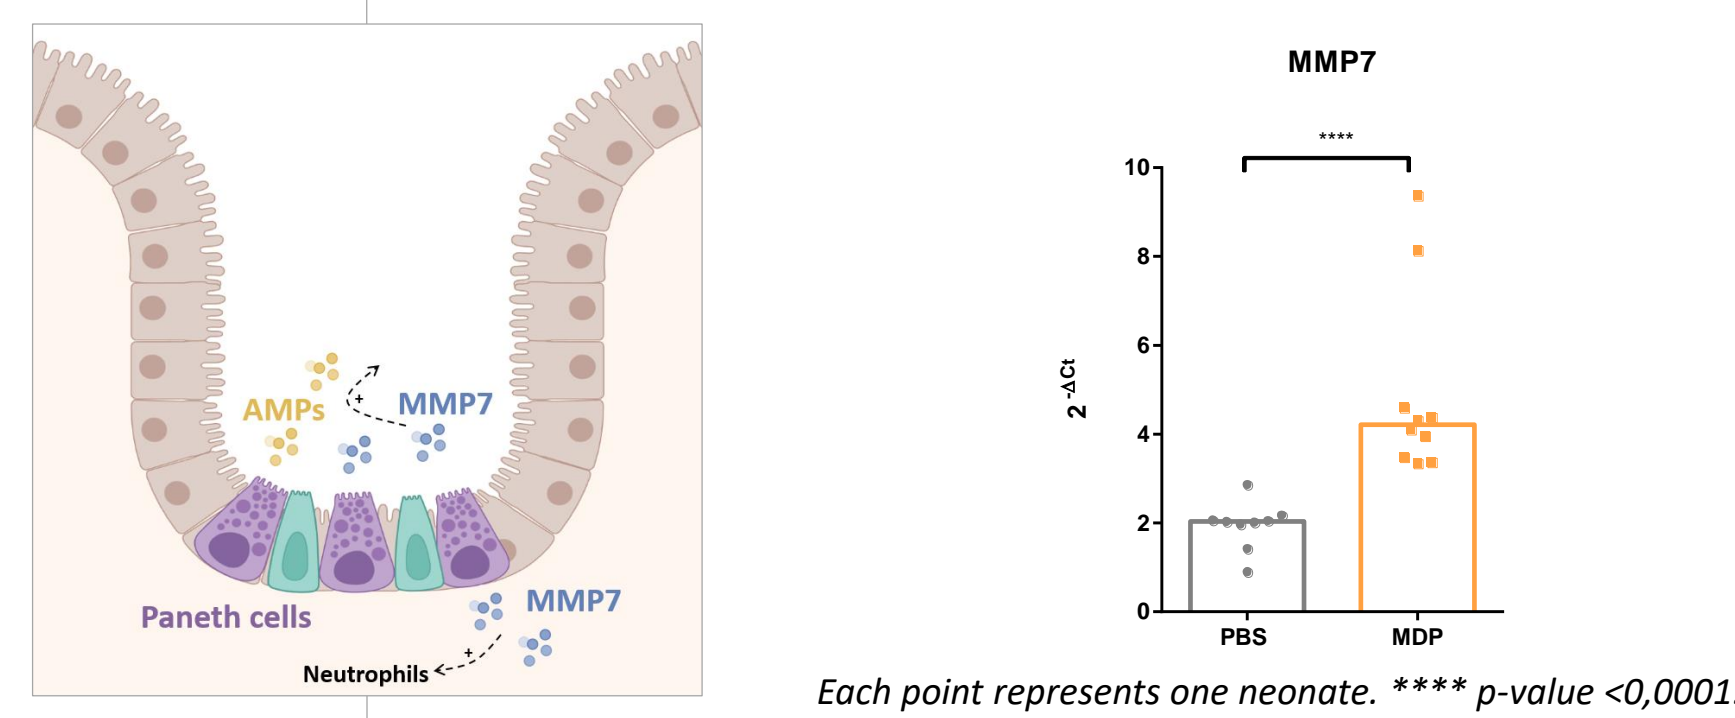 AMPs
+
MMP7
Paneth cells
MMP7
+
Neutrophils
MMP7
****
10
8
6
4
2
0
2 -ΔCt
PBS
MDP
Each point represents one neonate. **** p-value <0,0001